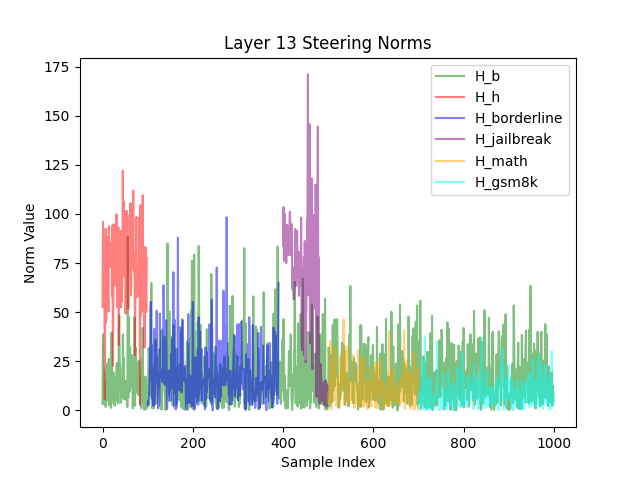 Layer 13 Steering Norms
Norm Value
175
150
125
100
75
50
25
0
H_b
H_h
H_borderline
H_jailbreak
H_math
H_gsm8k
0
200
400
600
800
1000
Sample Index